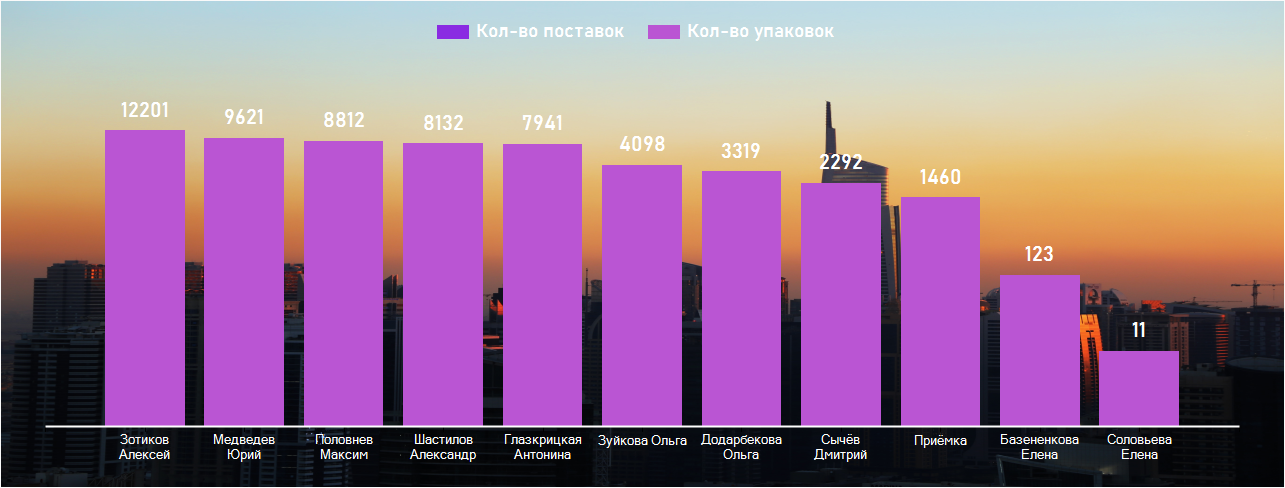 Кол-во поставок Кол-во упаковок
12201 9621 8812 8132 7941 4098 3319 2292 1460 123 11
Зотиков Алексей
Медведев Юрий
Половнев Максим
Шастилов Александр
Глазкрицкая Антонина
Зуйкова Ольга
Додарбекова Ольга
Сычёв Дмитрий
Приёмка
Базененкова Елена
Соловьева Елена